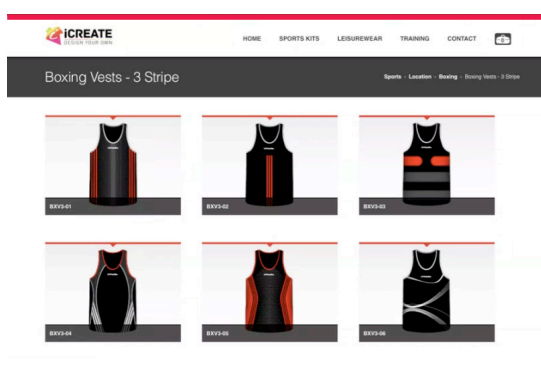 iCREATE
DESIGN YOUR OWN
HOME SPORTS KITS LEISUREWEAR TRAINING CONTACT
Boxing Vests - 3 Stripe
Sports - Location - Boxing - Boxing Vests - 3 Stripe
BXV3-01 BXV3-02 BXV3-03
BXV3-04 BXV3-05 BXV3-06